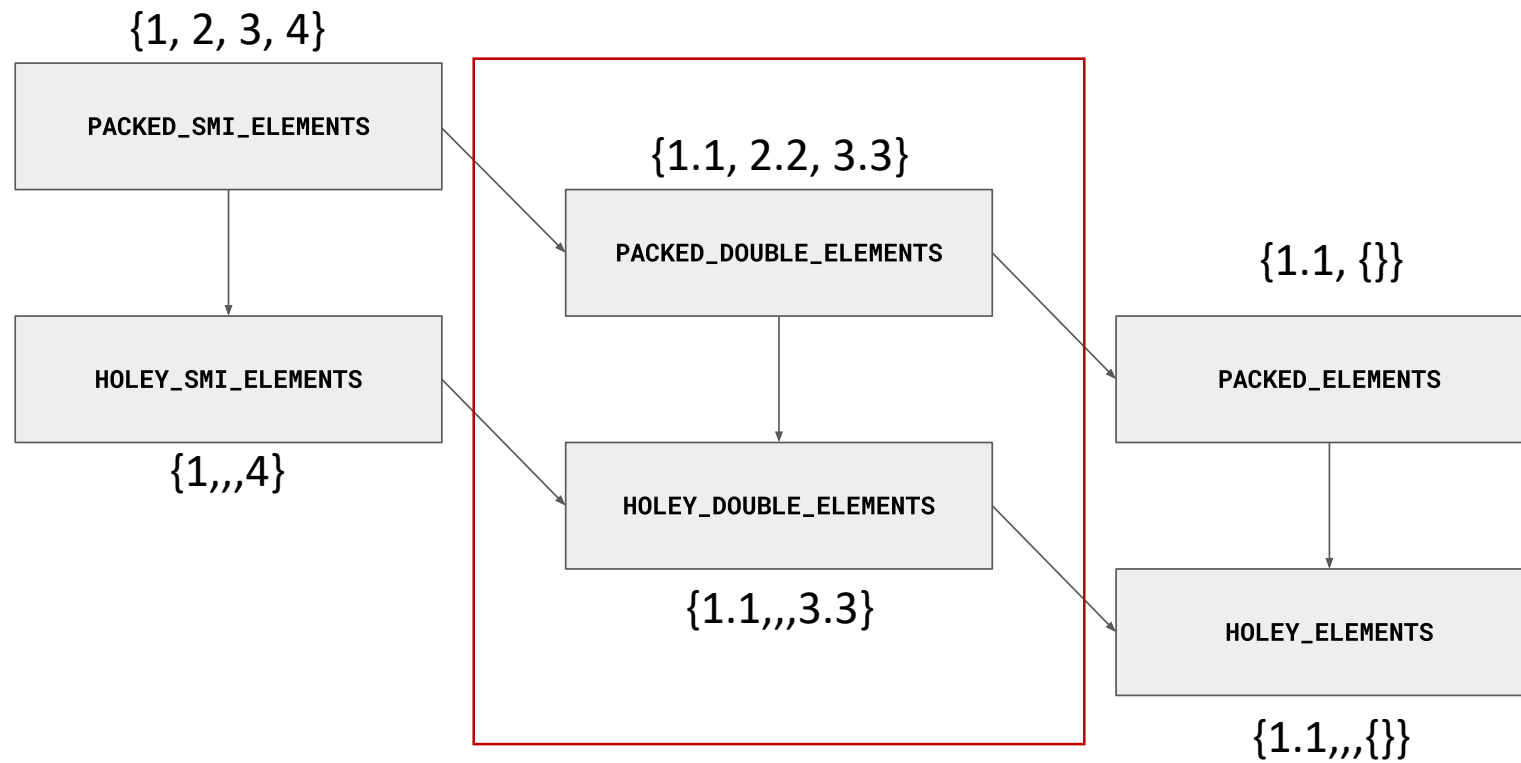 {1, 2, 3, 4}
PACKED_SMI_ELEMENTS
{1.1, 2.2, 3.3}
PACKED_DOUBLE_ELEMENTS
{1.1, {}}
HOLEY_SMI_ELEMENTS
PACKED_ELEMENTS
{1,,,4}
HOLEY_DOUBLE_ELEMENTS
{1.1,,,3.3}
HOLEY_ELEMENTS
{1.1,,,{}}